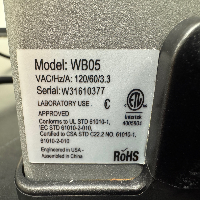 Model: WB05
VAC/Hz/A: 120/60/3.3
Serial: W31610377
LABORATORY USE
APPROVED
Conforms to UL STD 61010-1,
IEC STD 61010-2-010,
Certified to CSA STD C22.2 NO. 61010-1,
61010-2-010
Engineered in USA -
Assembled in China
Intertek
4005631
RoHS